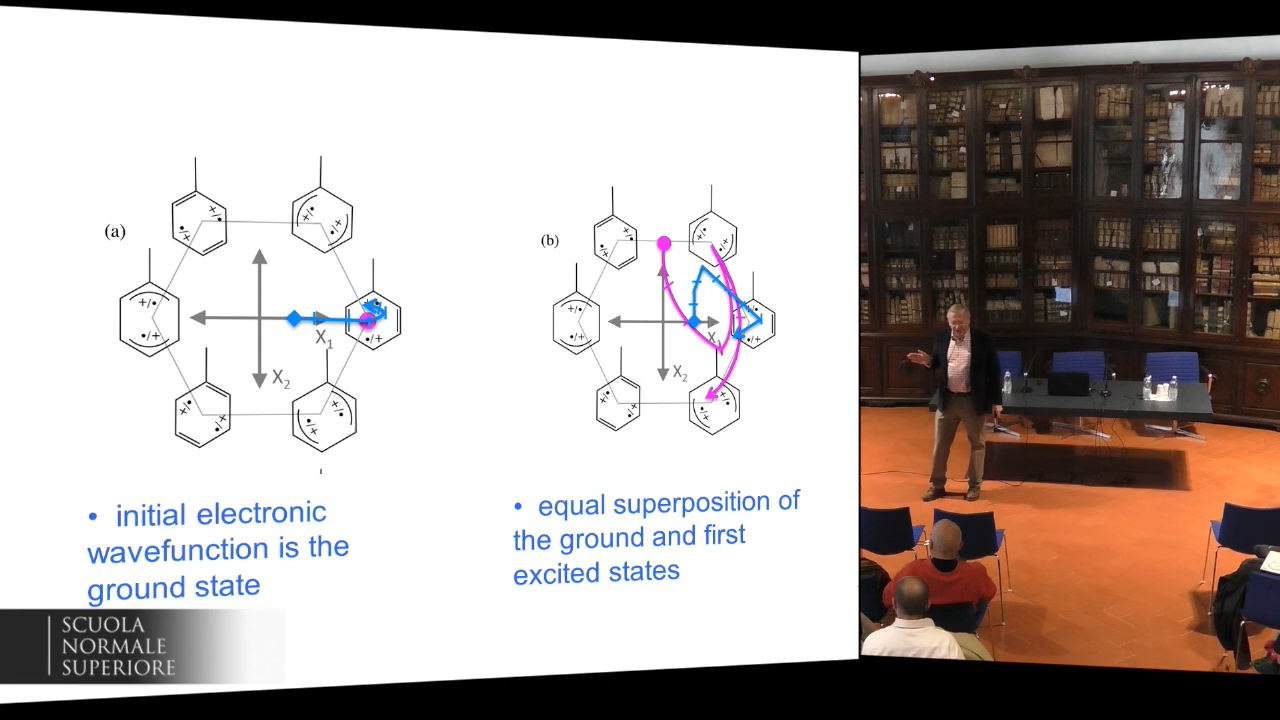 (a)
X1
X2
• initial electronic
wavefunction is the
ground state
(b)
X1
X2
• equal superposition of
the ground and first
excited states
SCUOLA
NORMALE
SUPERIORE